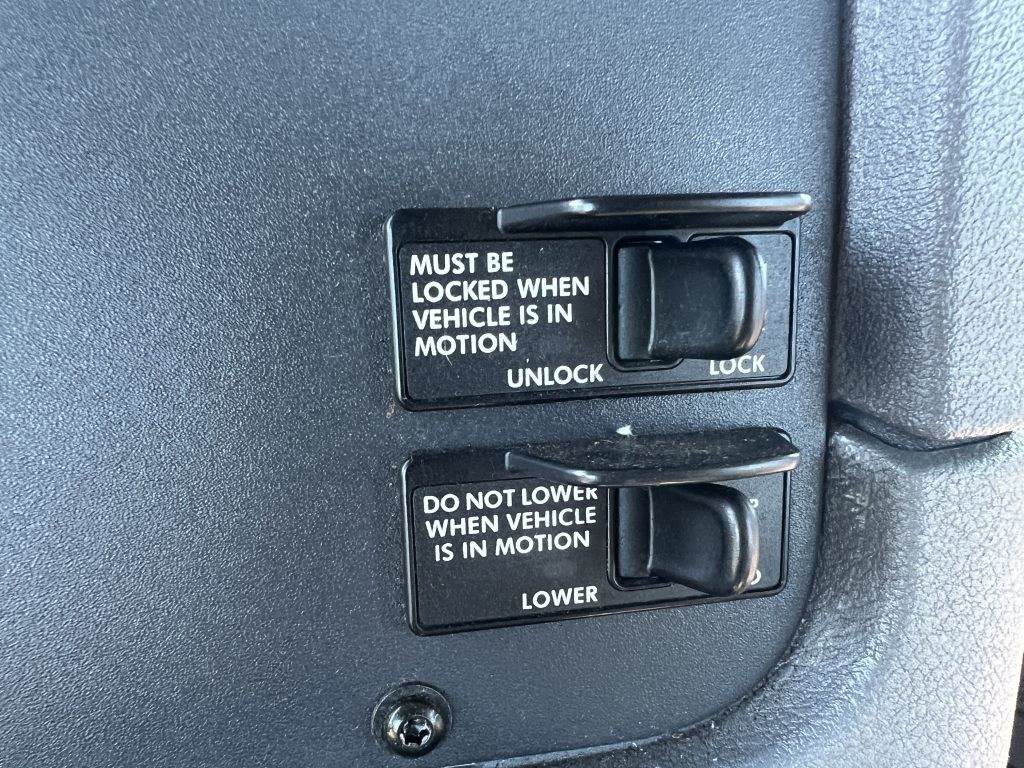 MUST BE
LOCKED WHEN
VEHICLE IS IN
MOTION
UNLOCK
LOCK
DO NOT LOWER
WHEN VEHICLE
IS IN MOTION
LOWER